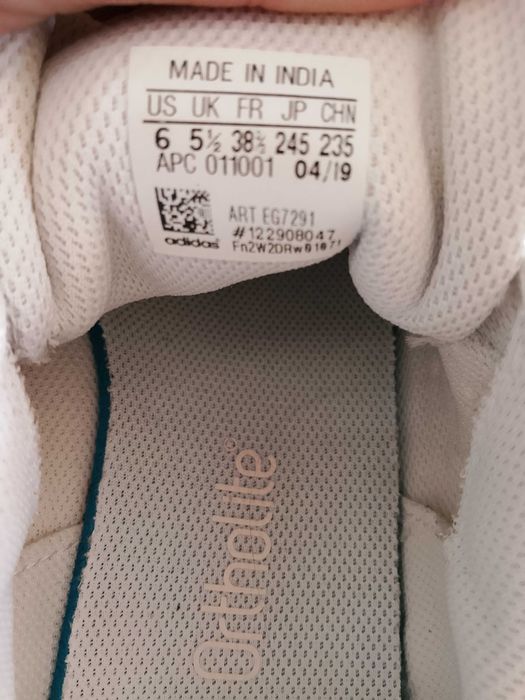 MADE IN INDIA
US UK FR JP CHN
6 5½ 38⅔ 245 235
APC 011001 04/19
ART EG7291
#122908047
adidas Fn2W2DRw01071
Ortholite